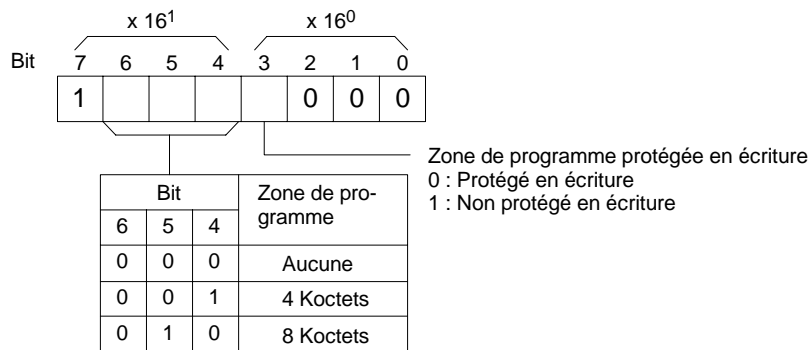 x 16¹ x 16⁰
Bit 7 6 5 4 3 2 1 0
1 0 0 0
Zone de programme protégée en écriture
0 : Protégé en écriture
1 : Non protégé en écriture
Bit Zone de pro-
gramme
6 5 4
0 0 0 Aucune
0 0 1 4 Koctets
0 1 0 8 Koctets